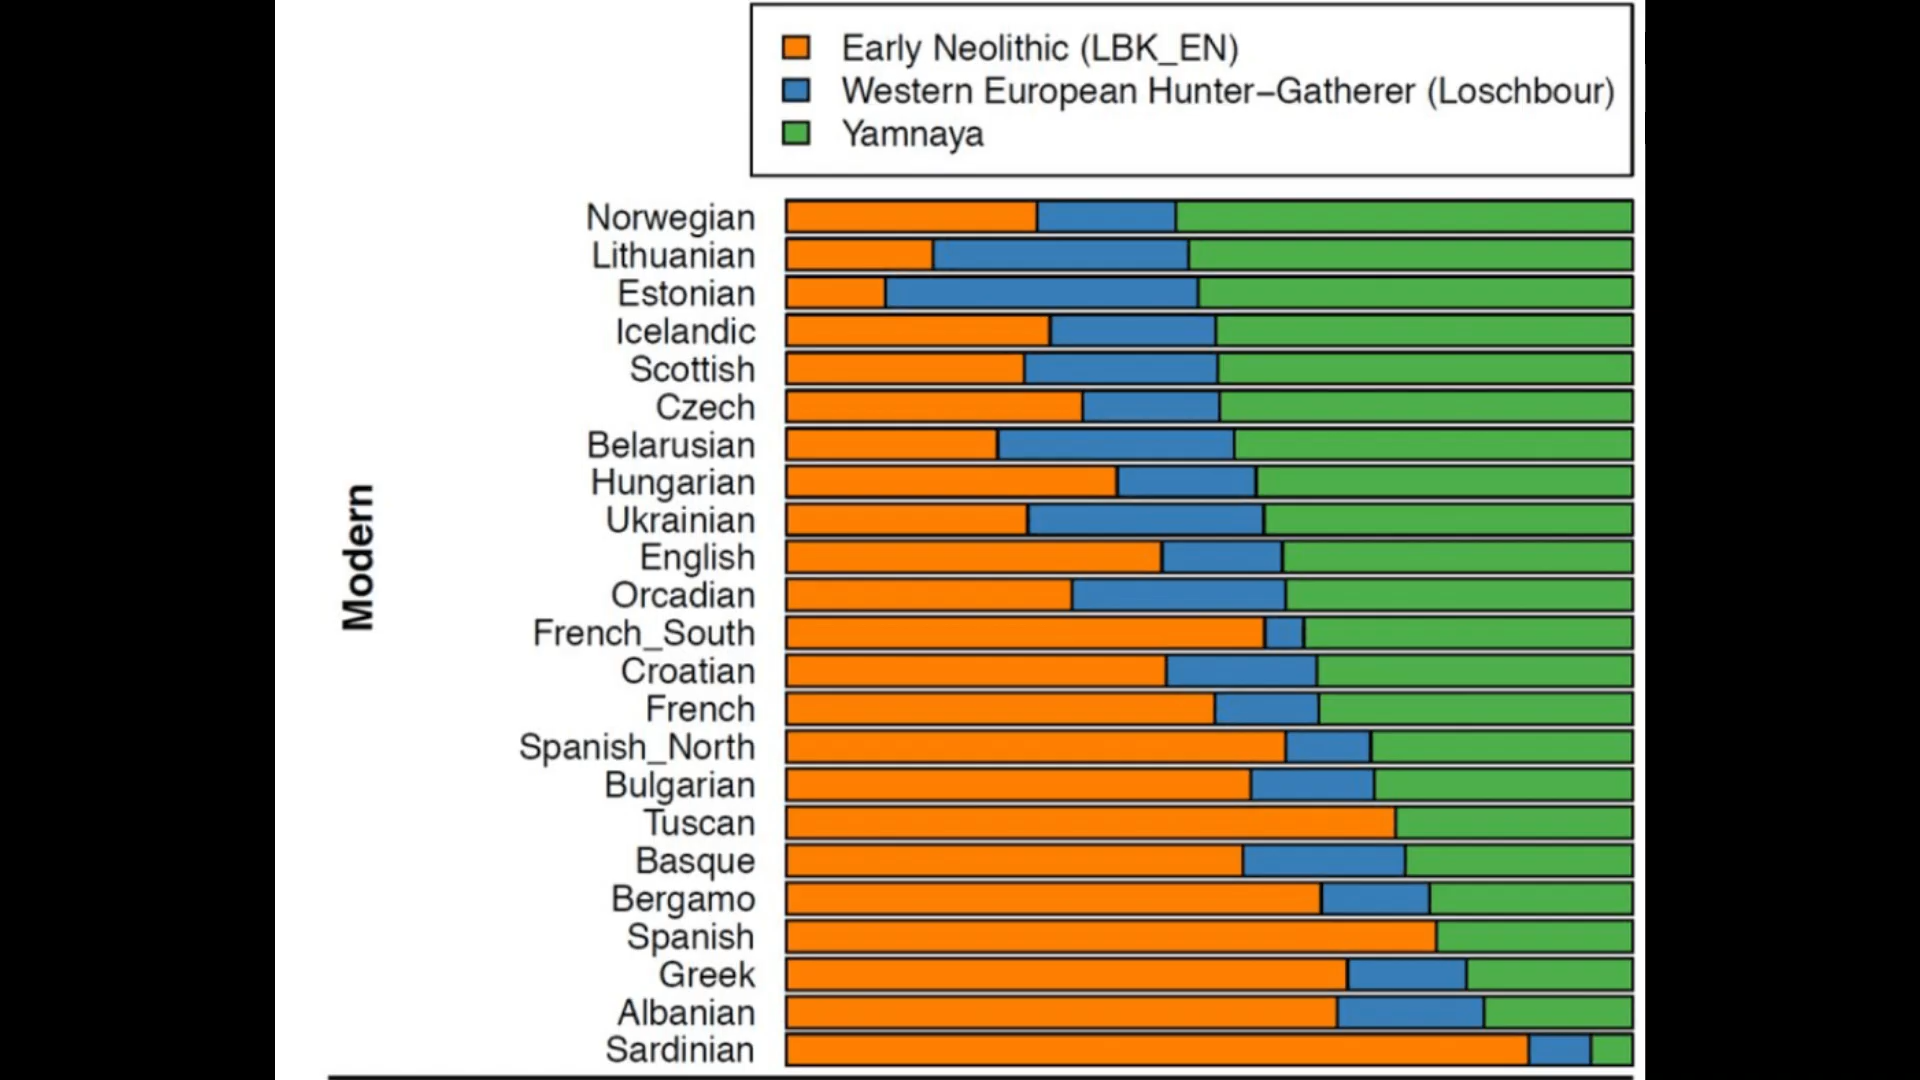 Early Neolithic (LBK_EN)
Western European Hunter–Gatherer (Loschbour)
Yamnaya
Modern
Norwegian
Lithuanian
Estonian
Icelandic
Scottish
Czech
Belarusian
Hungarian
Ukrainian
English
Orcadian
French_South
Croatian
French
Spanish_North
Bulgarian
Tuscan
Basque
Bergamo
Spanish
Greek
Albanian
Sardinian